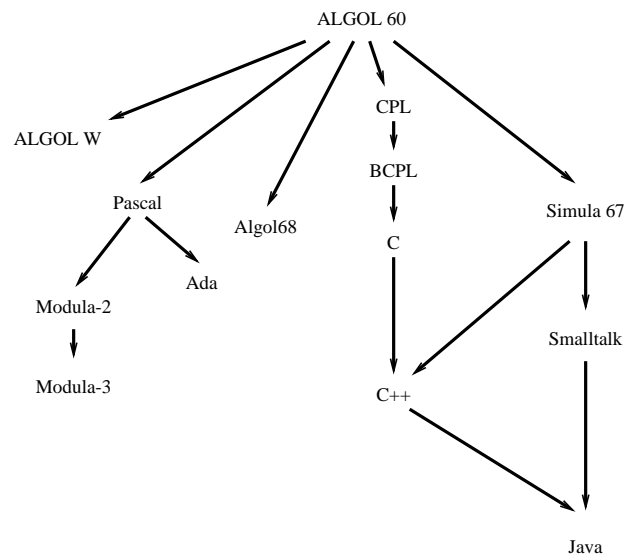 ALGOL 60
CPL
ALGOL W
BCPL
Pascal
Simula 67
Algol68
C
Ada
Modula-2
Smalltalk
Modula-3
C++
Java